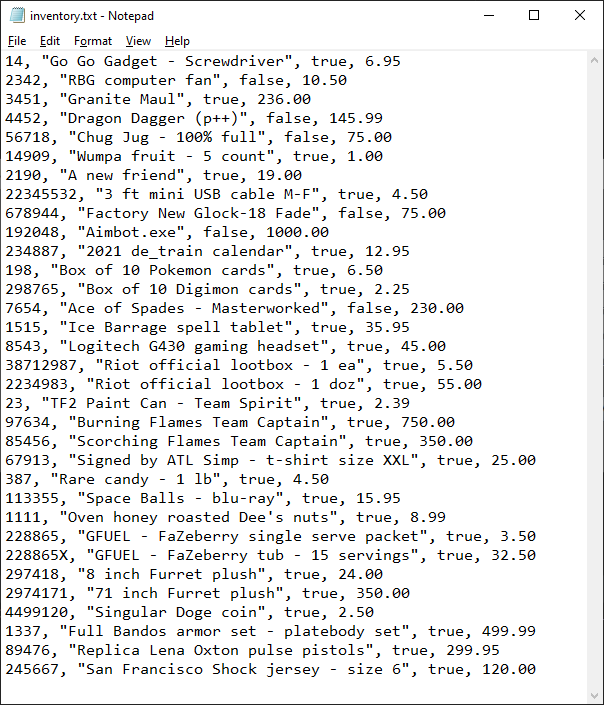 inventory.txt - Notepad
File Edit Format View Help
14, "Go Go Gadget - Screwdriver", true, 6.95
2342, "RBG computer fan", false, 10.50
3451, "Granite Maul", true, 236.00
4452, "Dragon Dagger (p++)", false, 145.99
56718, "Chug Jug - 100% full", false, 75.00
14909, "Wumpa fruit - 5 count", true, 1.00
2190, "A new friend", true, 19.00
22345532, "3 ft mini USB cable M-F", true, 4.50
678944, "Factory New Glock-18 Fade", false, 75.00
192048, "Aimbot.exe", false, 1000.00
234887, "2021 de_train calendar", true, 12.95
198, "Box of 10 Pokemon cards", true, 6.50
298765, "Box of 10 Digimon cards", true, 2.25
7654, "Ace of Spades - Masterworked", false, 230.00
1515, "Ice Barrage spell tablet", true, 35.95
8543, "Logitech G430 gaming headset", true, 45.00
38712987, "Riot official lootbox - 1 ea", true, 5.50
2234983, "Riot official lootbox - 1 doz", true, 55.00
23, "TF2 Paint Can - Team Spirit", true, 2.39
97634, "Burning Flames Team Captain", true, 750.00
85456, "Scorching Flames Team Captain", true, 350.00
67913, "Signed by ATL Simp - t-shirt size XXL", true, 25.00
387, "Rare candy - 1 lb", true, 4.50
113355, "Space Balls - blu-ray", true, 15.95
1111, "Oven honey roasted Dee's nuts", true, 8.99
228865, "GFUEL - FaZeberry single serve packet", true, 3.50
228865X, "GFUEL - FaZeberry tub - 15 servings", true, 32.50
297418, "8 inch Furret plush", true, 24.00
2974171, "71 inch Furret plush", true, 350.00
4499120, "Singular Doge coin", true, 2.50
1337, "Full Bandos armor set - platebody set", true, 499.99
89476, "Replica Lena Oxton pulse pistols", true, 299.95
245667, "San Francisco Shock jersey - size 6", true, 120.00